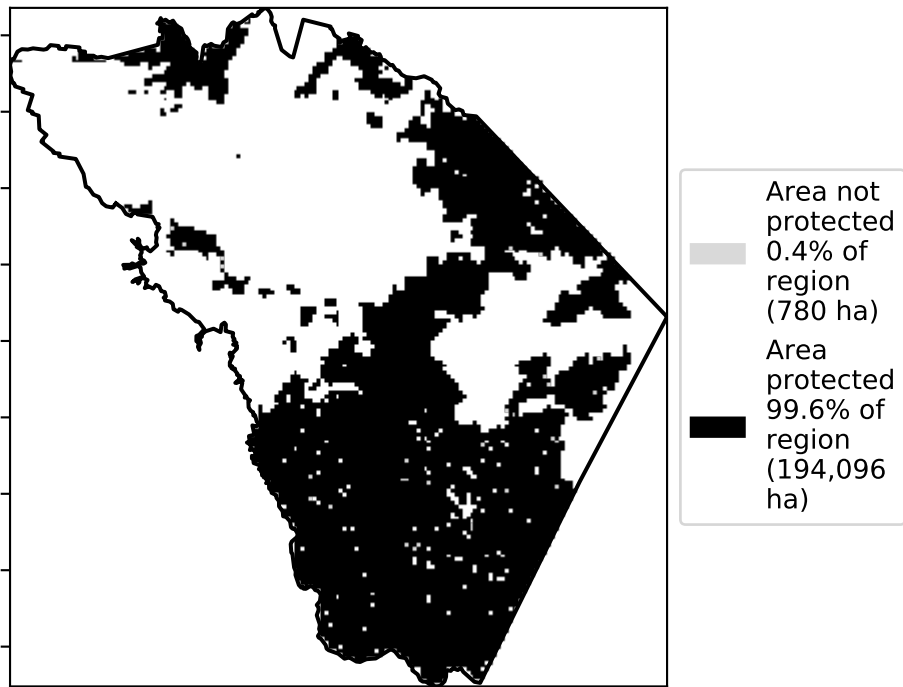 Area not
protected
0.4% of
region
(780 ha)
Area
protected
99.6% of
region
(194,096
ha)